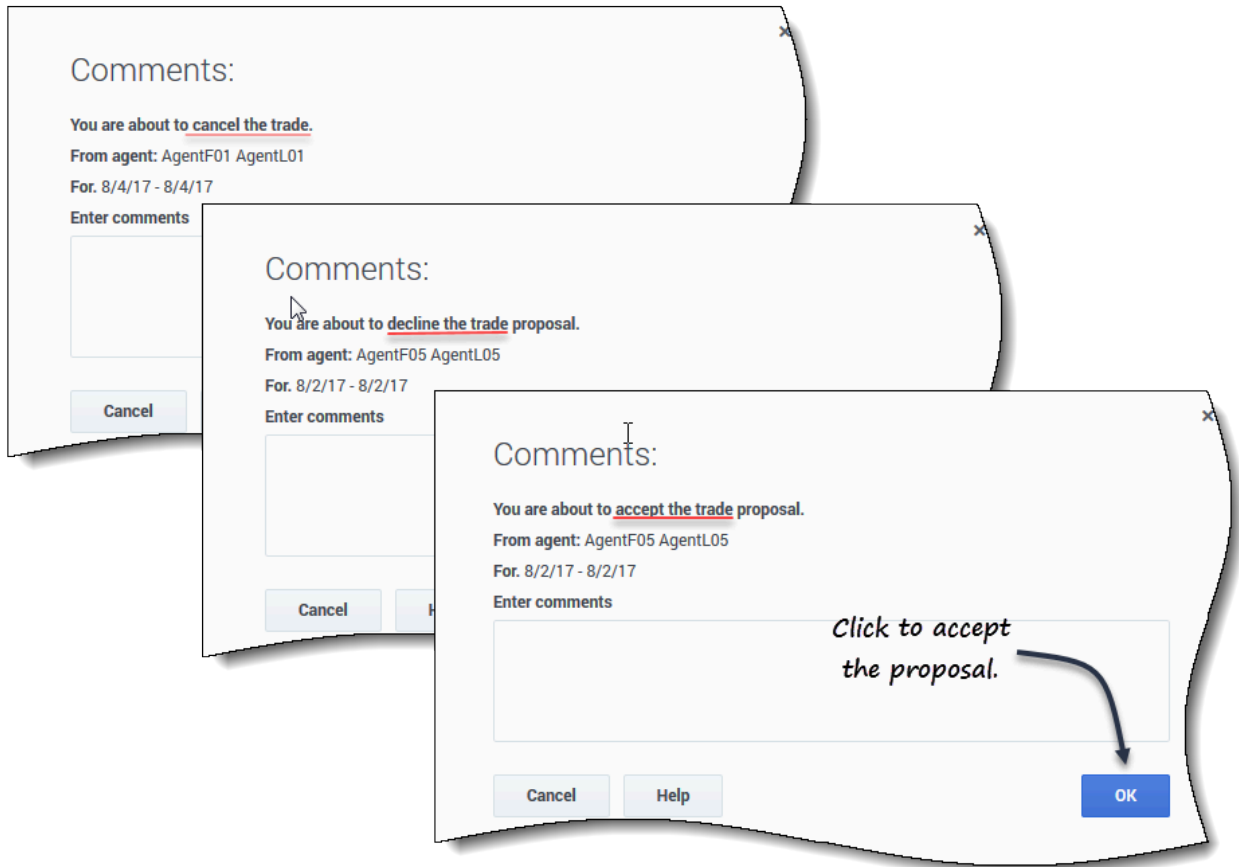 Comments:
You are about to cancel the trade.
From agent: AgentF01 AgentL01
For. 8/4/17 - 8/4/17
Enter comments
Cancel
Comments:
You are about to decline the trade proposal.
From agent: AgentF05 AgentL05
For. 8/2/17 - 8/2/17
Enter comments
Cancel
Comments:
You are about to accept the trade proposal.
From agent: AgentF05 AgentL05
For. 8/2/17 - 8/2/17
Enter comments
Click to accept
the proposal.
Cancel Help OK